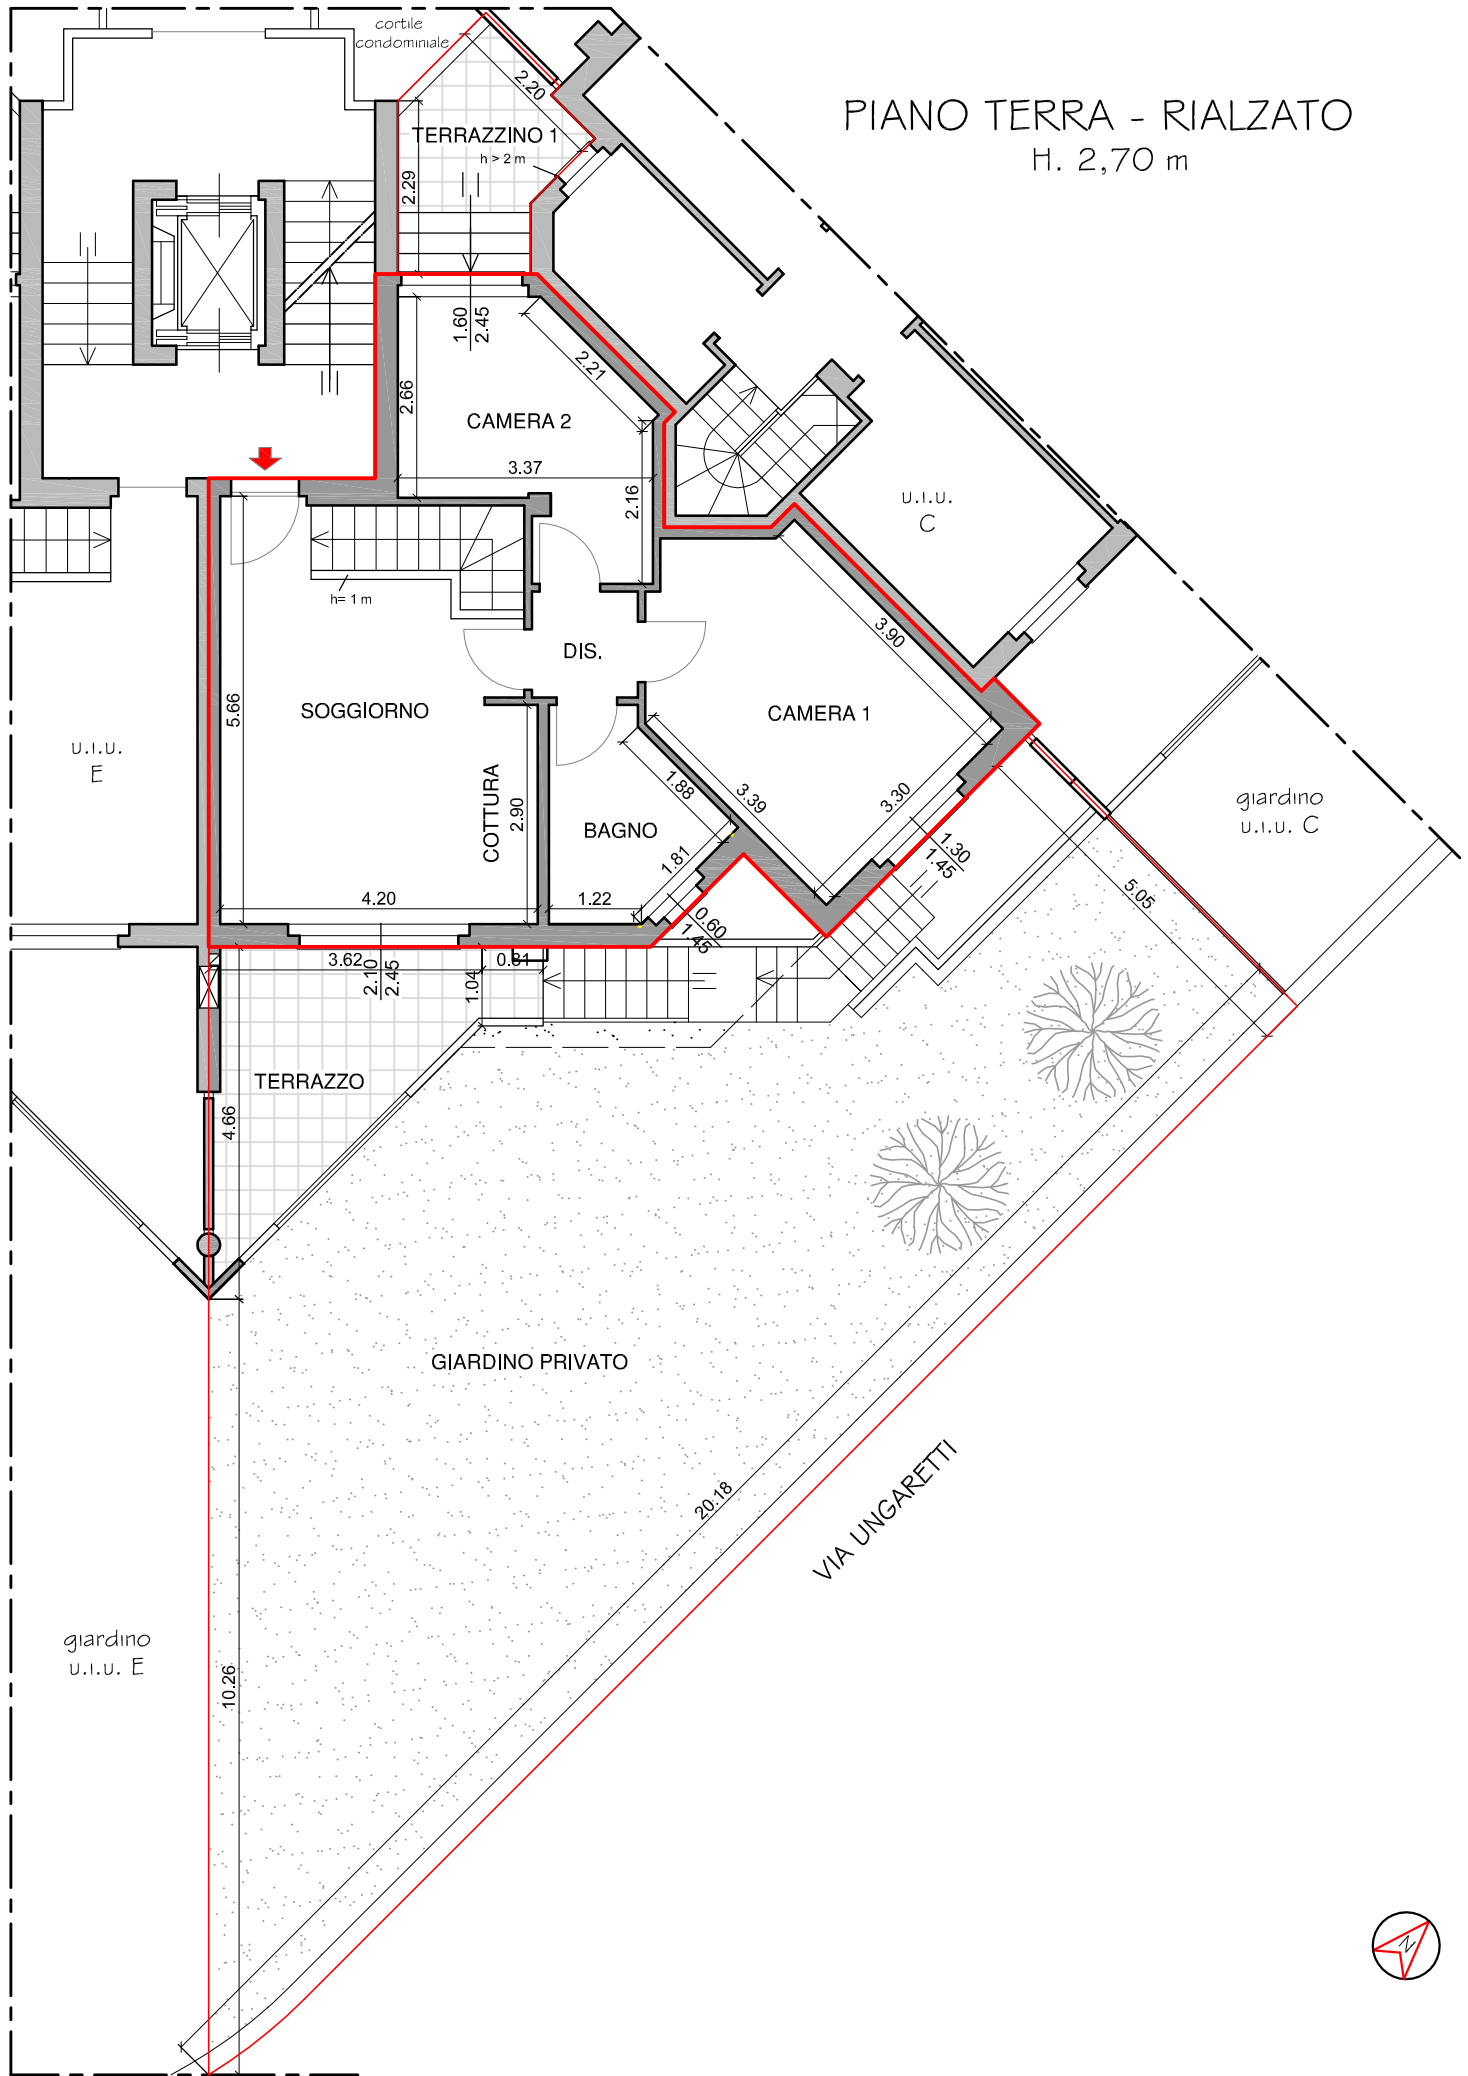 cortile
condominiale
PIANO TERRA - RIALZATO
H. 2,70 m
2.20
TERRAZZINO 1
h > 2 m
2.29
1.60
2.45
2.21
2.66
CAMERA 2
3.37
2.16
u.i.u.
C
h= 1 m
DIS.
3.90
5.66
SOGGIORNO
CAMERA 1
u.i.u.
E
COTTURA
2.90
1.88
3.39
3.30
BAGNO
1.81
1.30
1.45
giardino
u.i.u. C
5.05
4.20
1.22
0.60
1.45
3.62
2.10
2.45
0.81
1.04
TERRAZZO
4.66
GIARDINO PRIVATO
20.18
VIA UNGARETTI
giardino
u.i.u. E
10.26
N